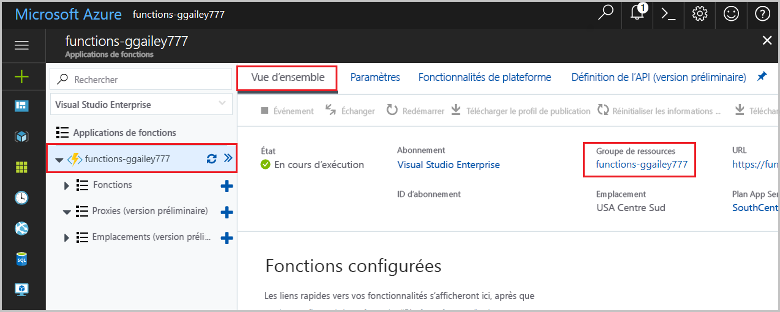 Microsoft Azure functions-ggailey777
1
functions-ggailey777
Applications de fonctions
Rechercher
Visual Studio Enterprise
Applications de fonctions
functions-ggailey777
Fonctions
Proxies (version préliminaire)
Emplacements (version préli...
Vue d'ensemble
Paramètres
Fonctionnalités de plateforme
Définition de l'API (version préliminaire)
Événement
Échanger
Redémarrer
Télécharger le profil de publication
Réinitialiser les informations ...
Téléchar
État
En cours d'exécution
Abonnement
Visual Studio Enterprise
ID d'abonnement
Groupe de ressources
functions-ggailey777
Emplacement
USA Centre Sud
URL
https://fun
Plan App Ser
SouthCent
Fonctions configurées
Les liens rapides vers vos fonctionnalités s'afficheront ici, après que